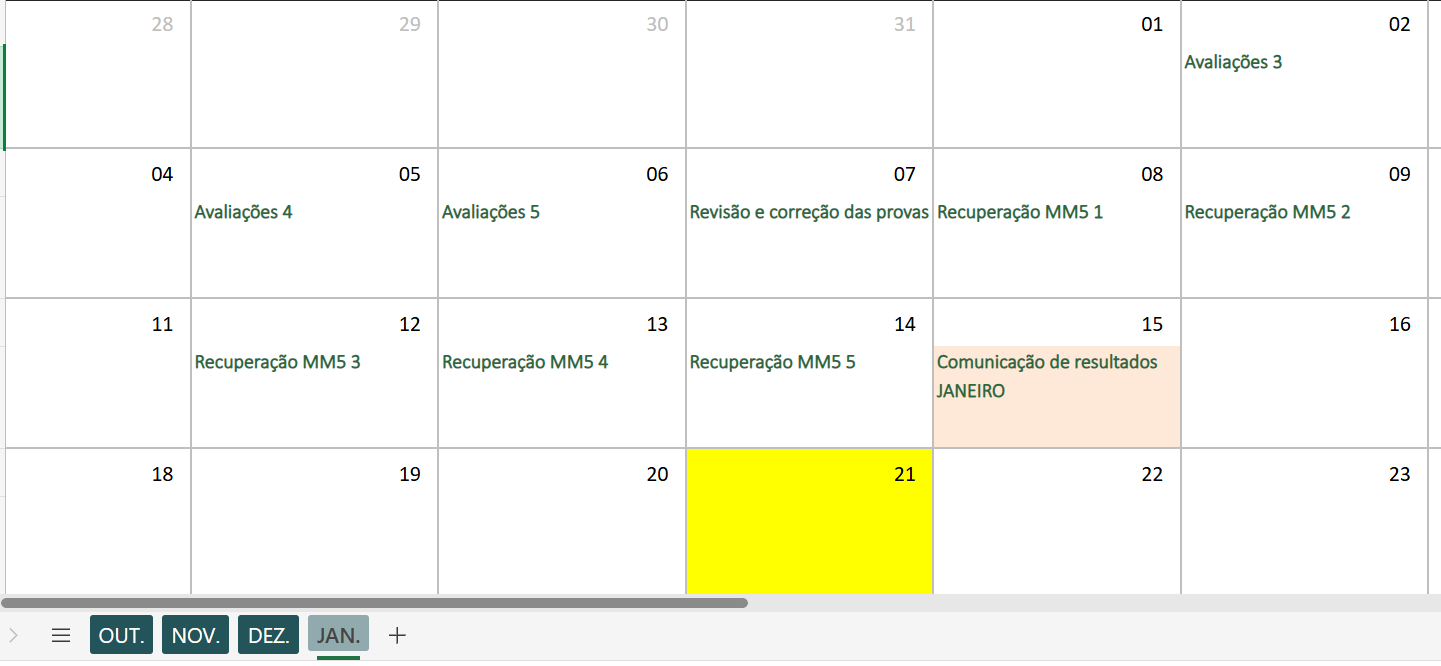 28 29 30 31 01 02
Avaliações 3
04 05 06 07 08 09
Avaliações 4 Avaliações 5 Revisão e correção das provas Recuperação MM5 1 Recuperação MM5 2
11 12 13 14 15 16
Recuperação MM5 3 Recuperação MM5 4 Recuperação MM5 5 Comunicação de resultados
JANEIRO
18 19 20 21 22 23
OUT. NOV. DEZ. JAN.